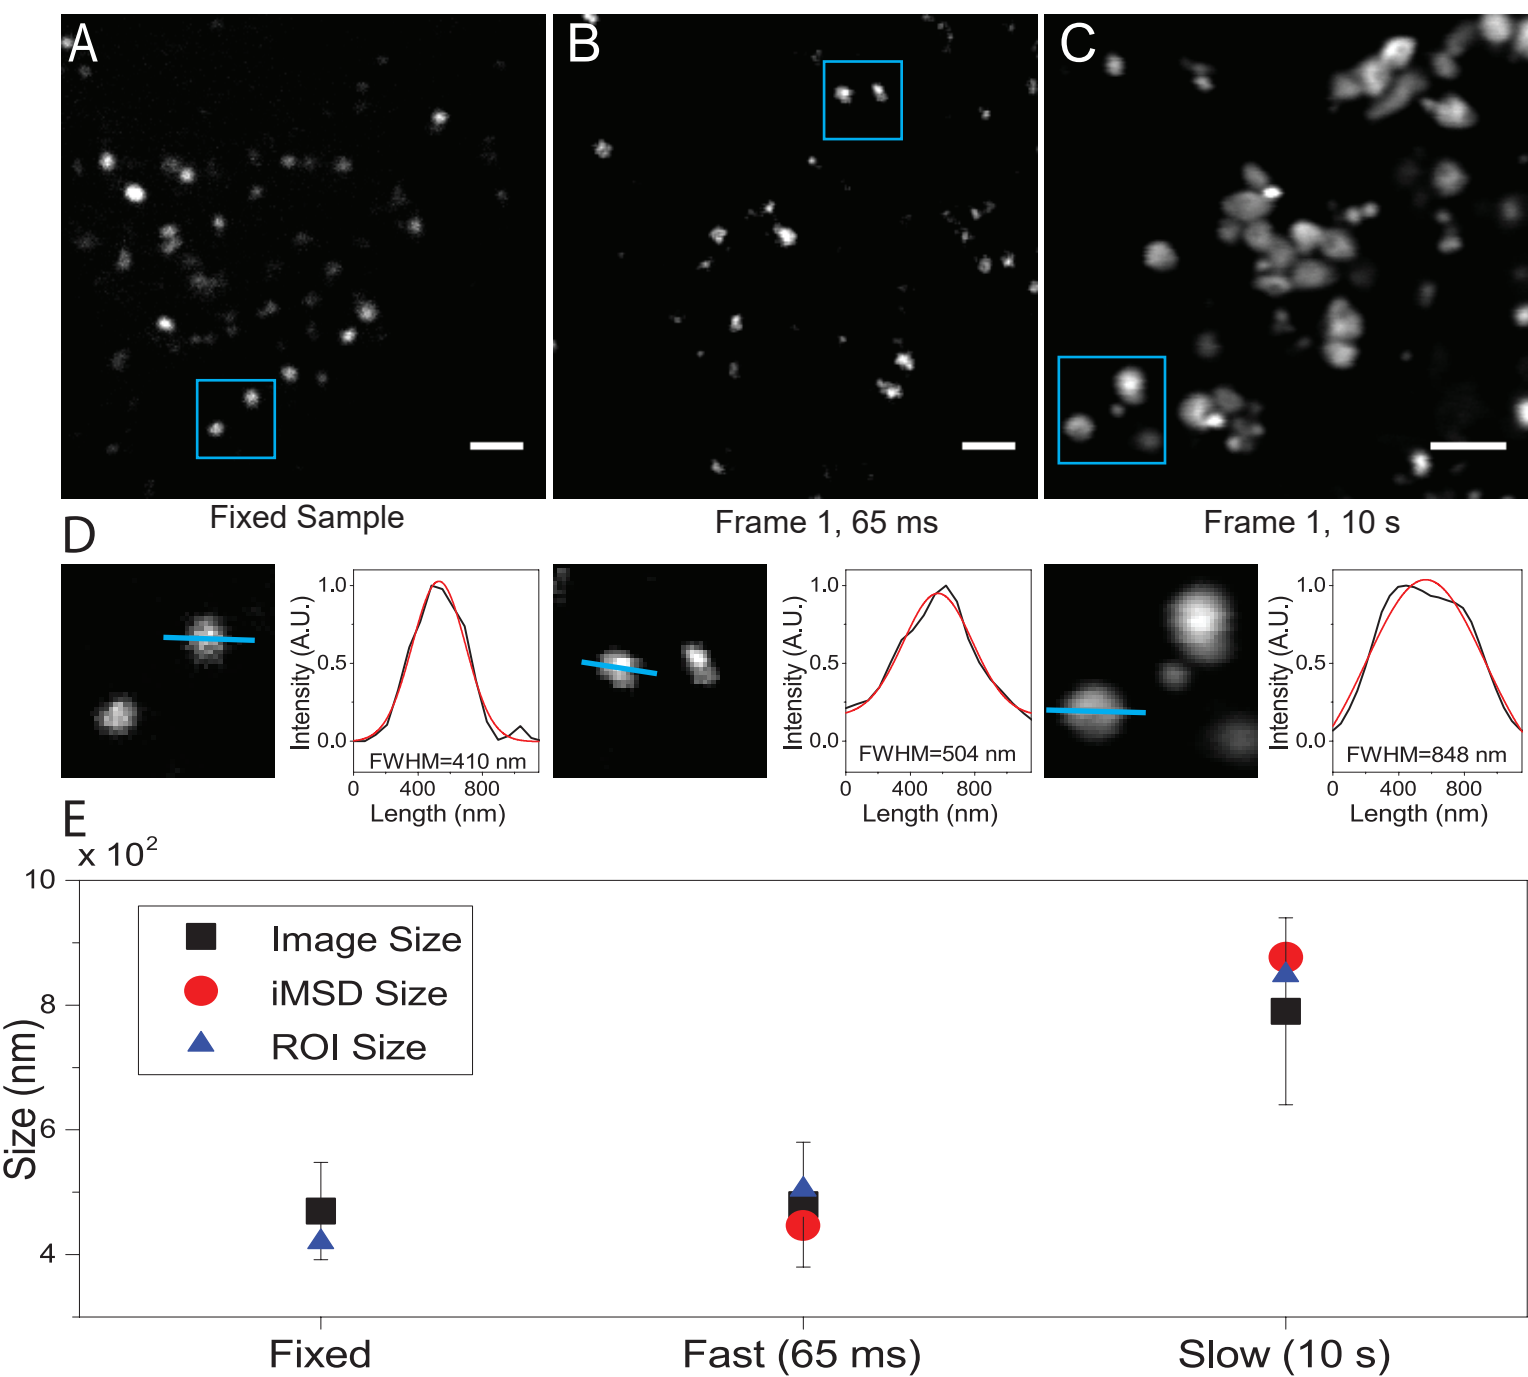 A
B
C
Fixed Sample
Frame 1, 65 ms
Frame 1, 10 s
D
Intensity (A.U.)
1.0
0.5
0.0
FWHM=410 nm
0 400 800
Length (nm)
Intensity (A.U.)
1.0
0.5
0.0
FWHM=504 nm
0 400 800
Length (nm)
Intensity (A.U.)
1.0
0.5
0.0
FWHM=848 nm
0 400 800
Length (nm)
E
x 10²
10
8
6
4
Size (nm)
Image Size
iMSD Size
ROI Size
Fixed
Fast (65 ms)
Slow (10 s)